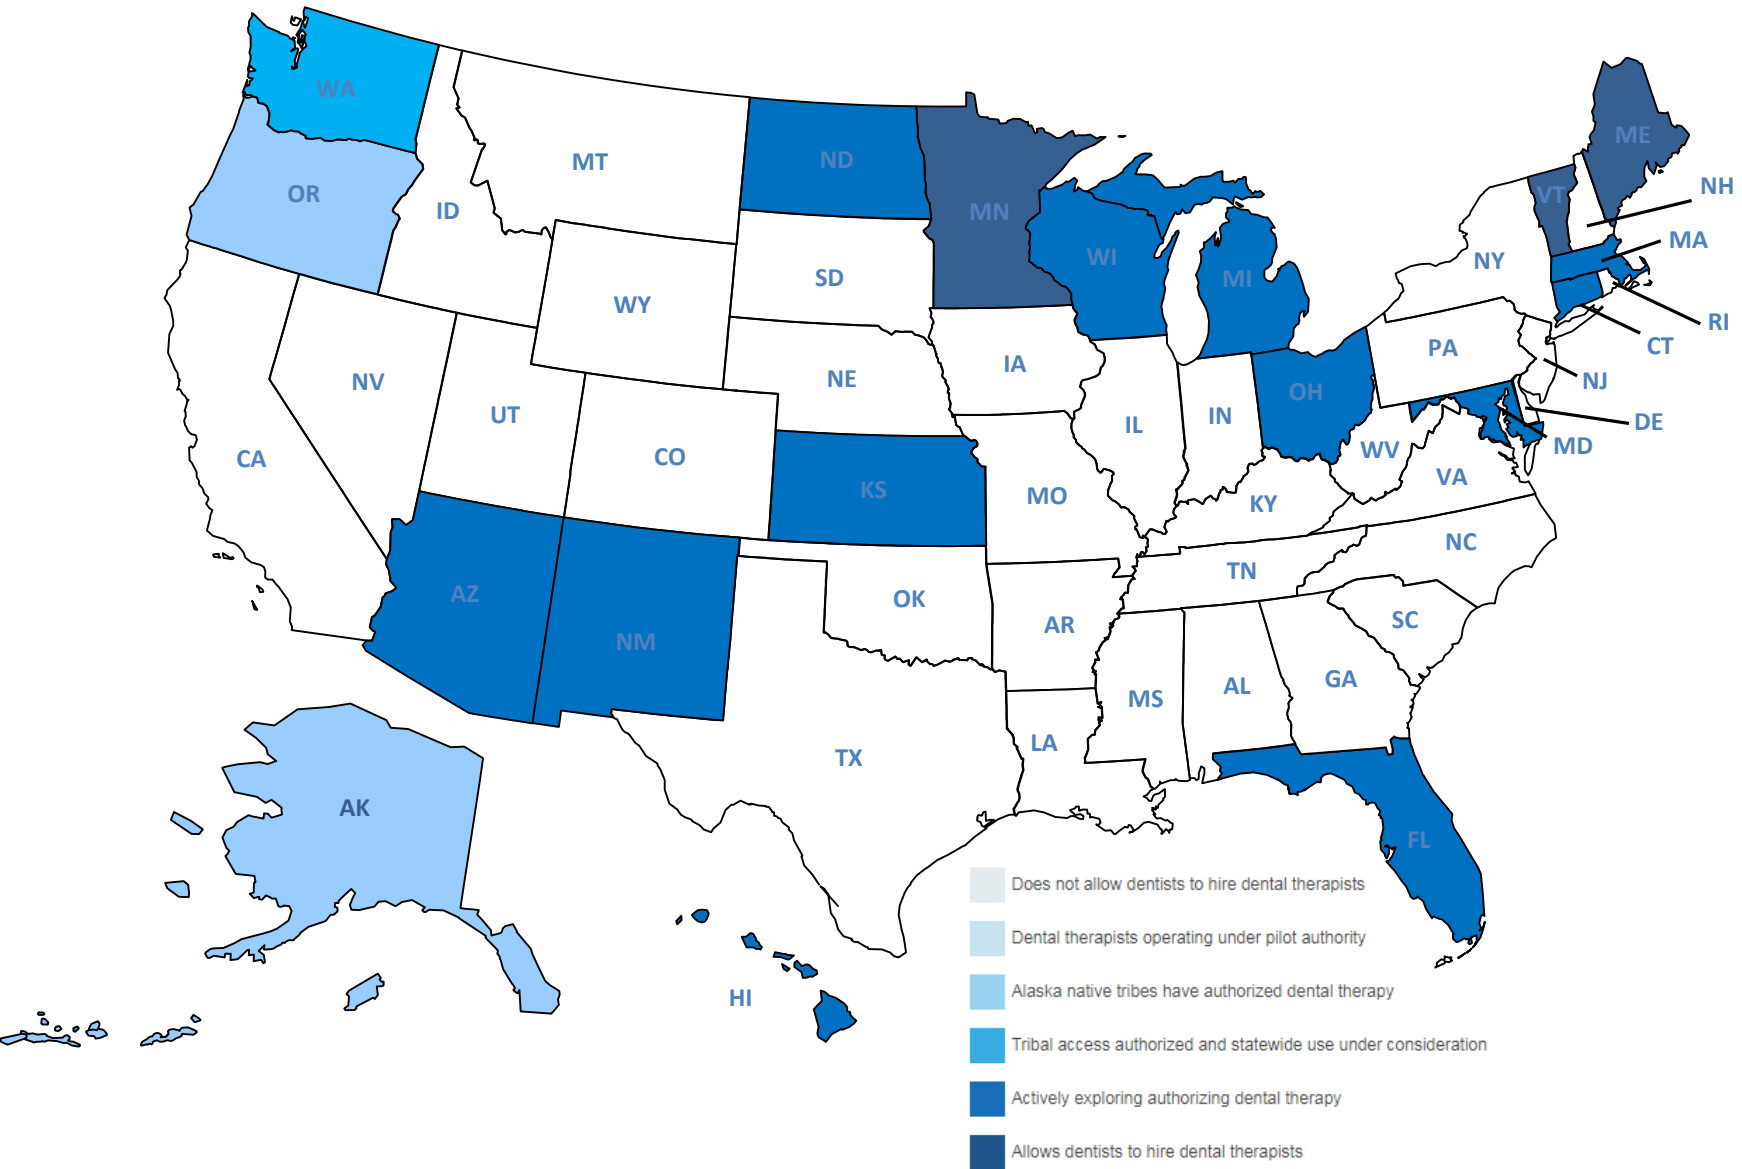 WA
ME
ND
MT
OR
NH
VT
ID
MN
MA
WI
NY
SD
MI
WY
RI
CT
PA
IA
NE
NV
NJ
OH
UT
IN
DE
IL
MD
WV
CO
CA
VA
KS
MO
KY
NC
TN
AZ
OK
SC
AR
NM
GA
AL
MS
LA
TX
AK
FL
HI
Does not allow dentists to hire dental therapists
Dental therapists operating under pilot authority
Alaska native tribes have authorized dental therapy
Tribal access authorized and statewide use under consideration
Actively exploring authorizing dental therapy
Allows dentists to hire dental therapists